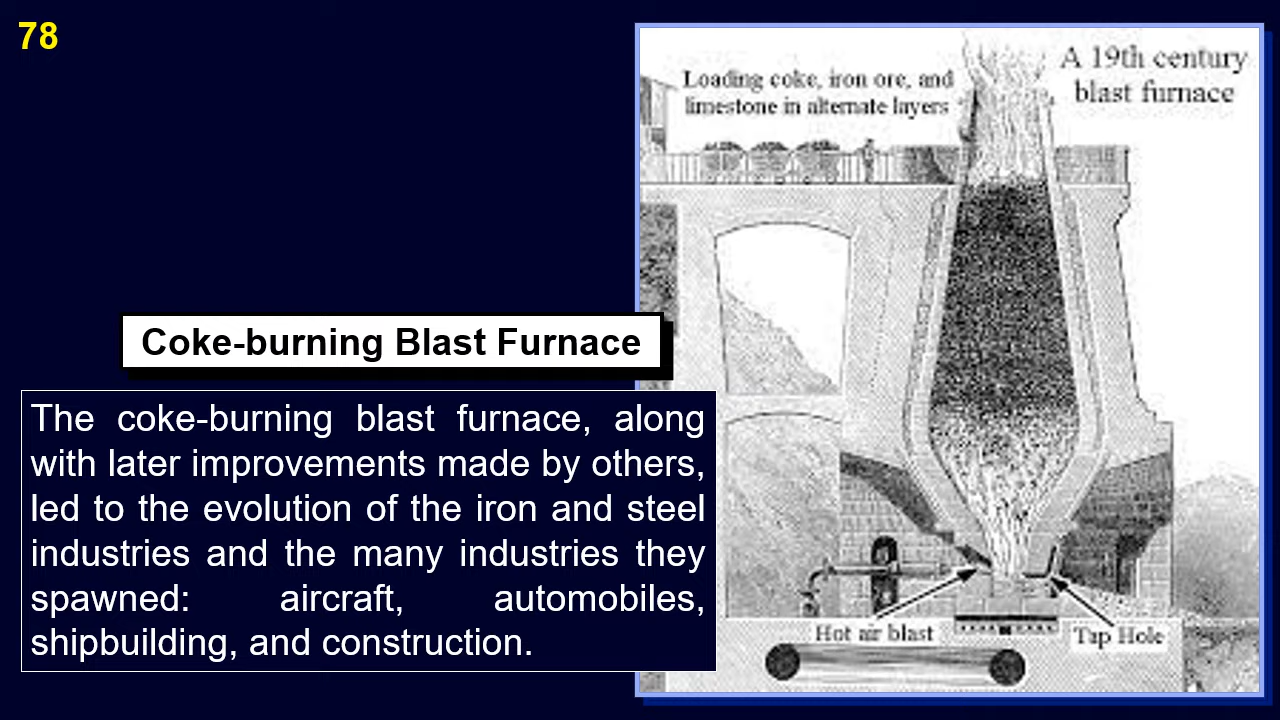 78
A 19th century
blast furnace
Loading coke, iron ore, and
limestone in alternate layers
Coke-burning Blast Furnace
The coke-burning blast furnace, along
with later improvements made by others,
led to the evolution of the iron and steel
industries and the many industries they
spawned: aircraft, automobiles,
shipbuilding, and construction.
Hot air blast
Tap Hole